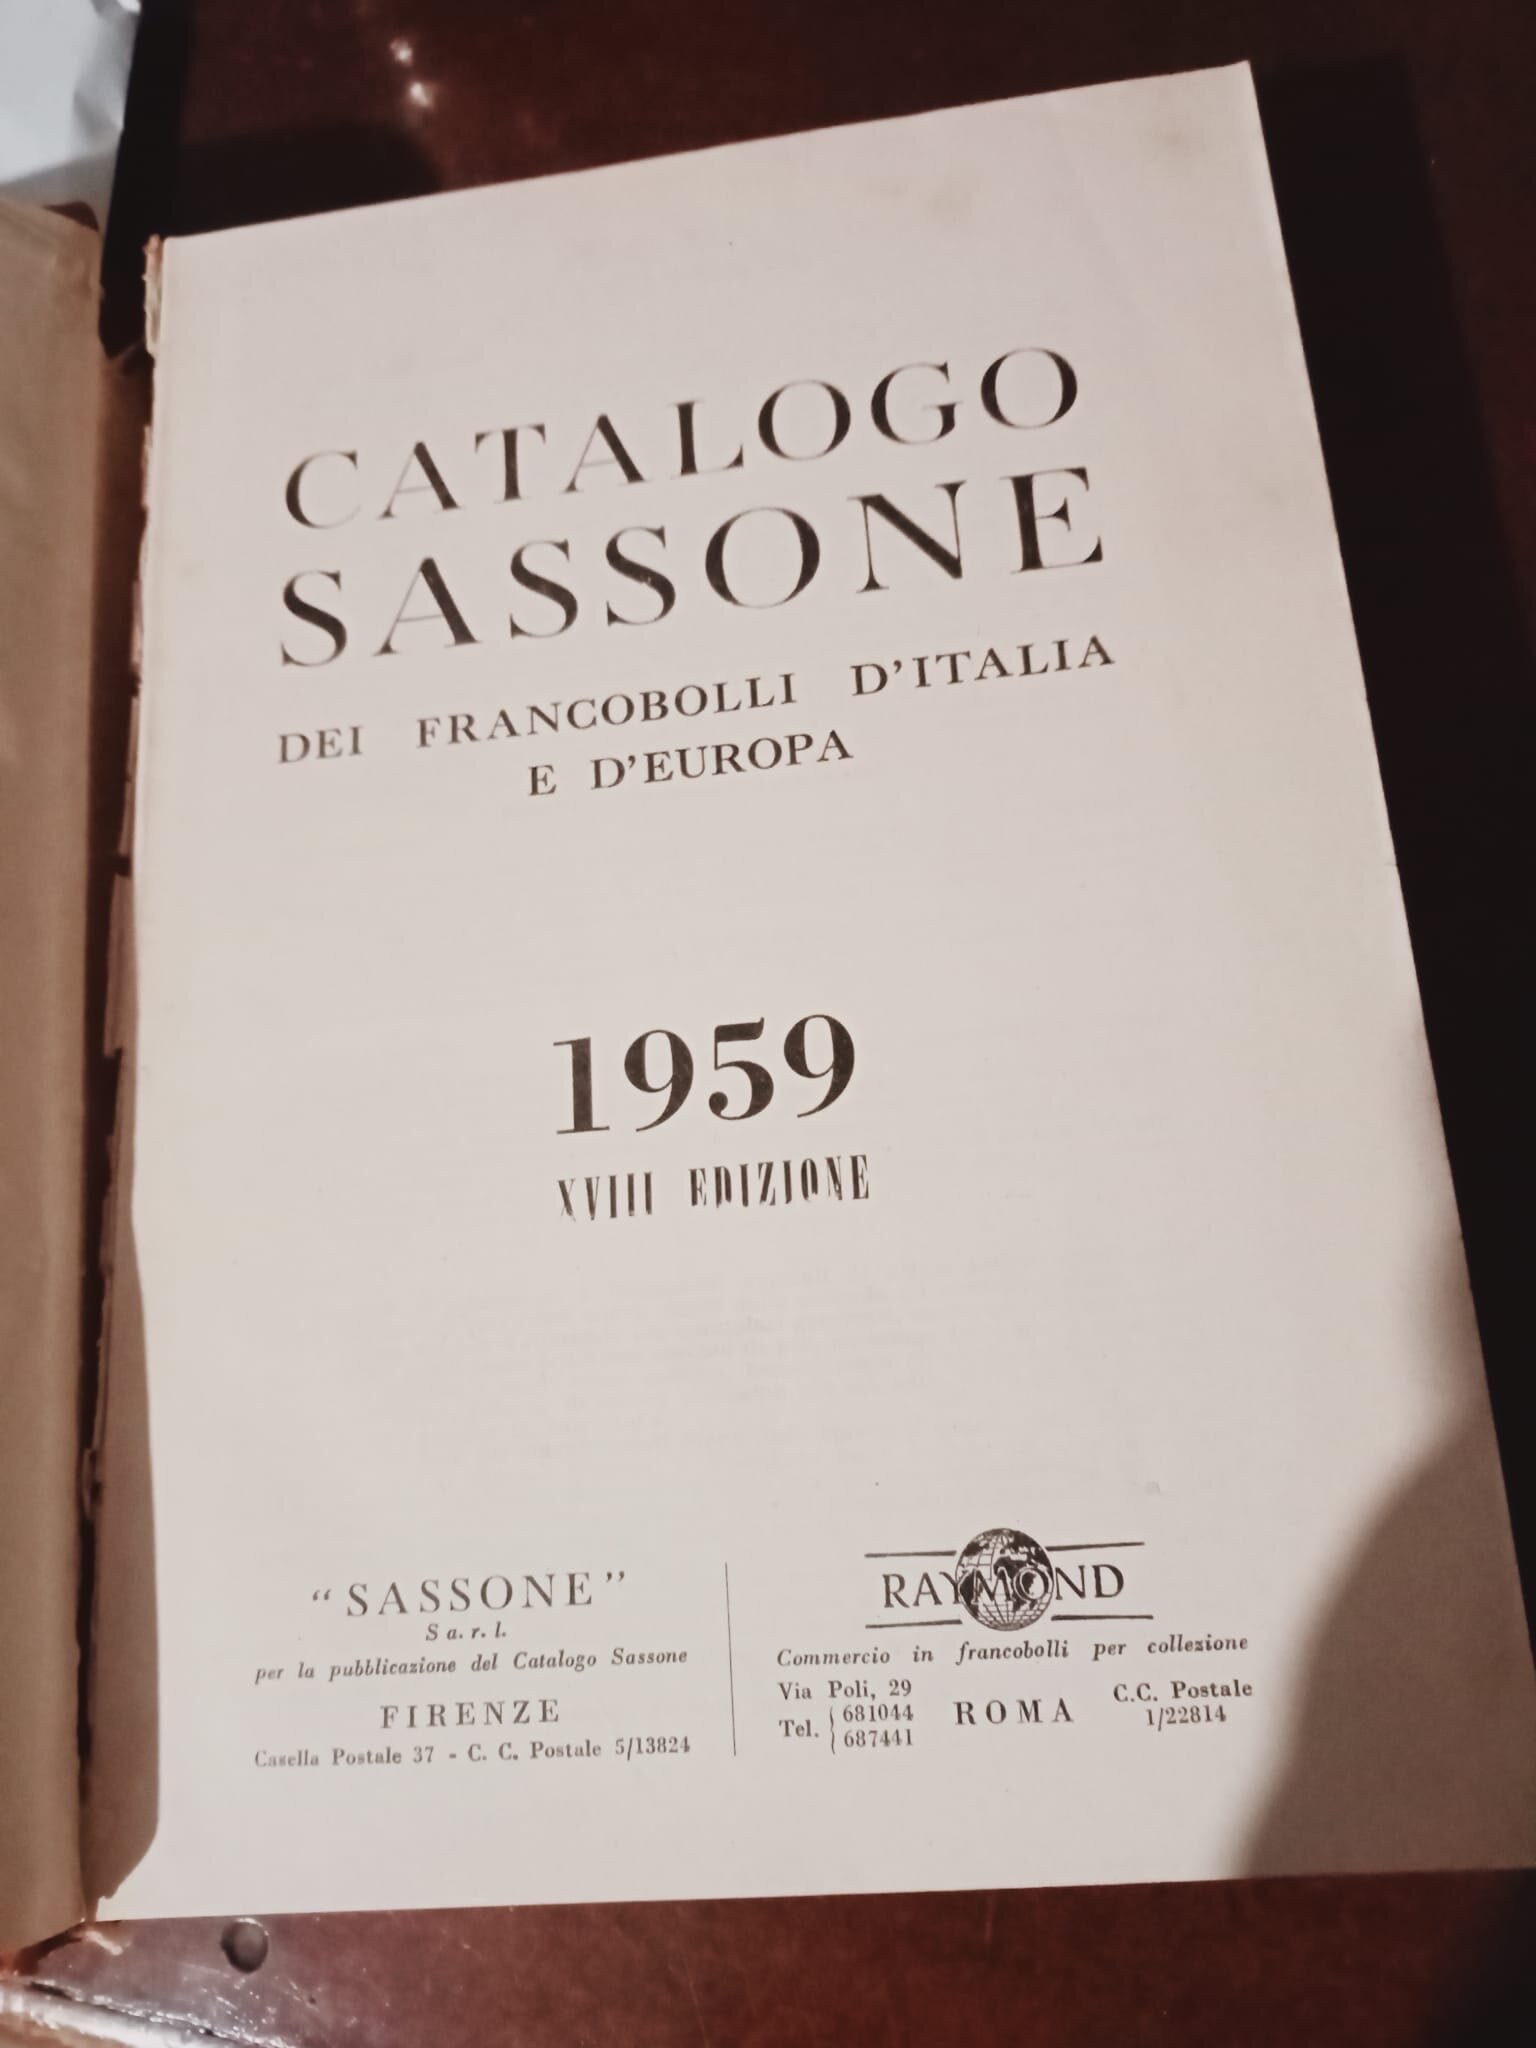 CATALOGO
SASSONE
DEI FRANCOBOLLI D'ITALIA
E D'EUROPA
1959
XVIII EDIZIONE
“SASSONE”
S a. r. l.
per la pubblicazione del Catalogo Sassone
FIRENZE
Casella Postale 37 - C. C. Postale 5/13824
RAYMOND
Commercio in francobolli per collezione
Via Poli, 29
Tel. 681044
687441
ROMA
C.C. Postale
1/22814